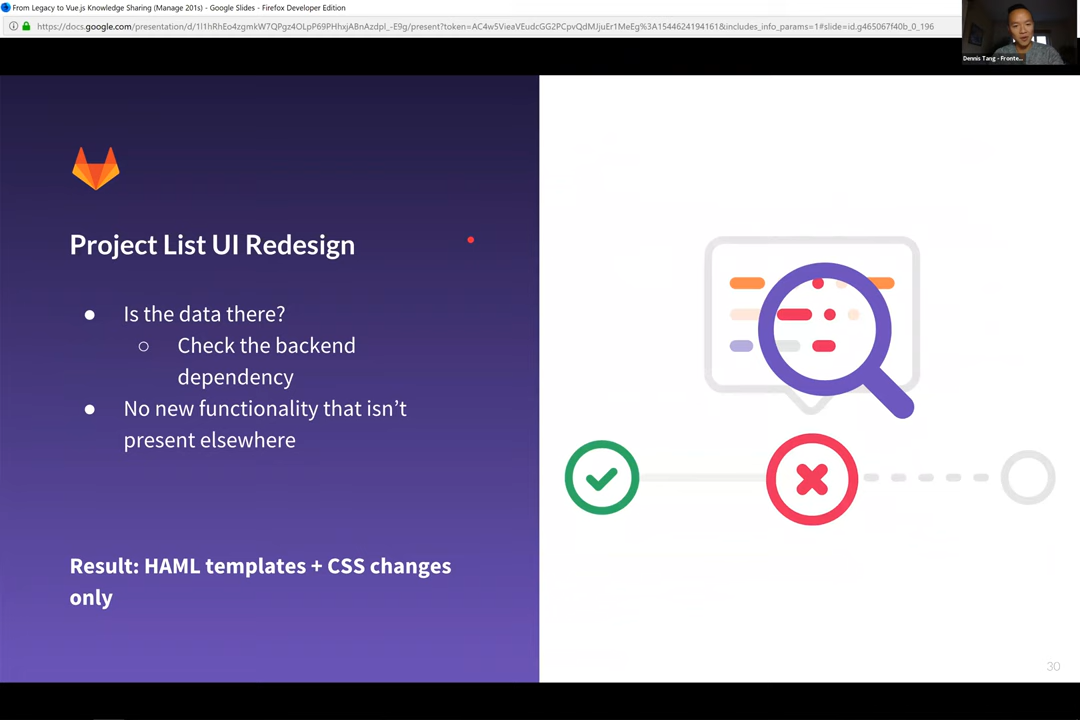 From Legacy to Vue.js Knowledge Sharing (Manage 201s) - Google Slides - Firefox Developer Edition
https://docs.google.com/presentation/d/1l1hRhEo4zgmkW7QPgz4OLpP69PHhxjABnAzdpl_-E9g/present?token=AC4w5VieaVEudcGG2PCpvQdMJjuEr1MeEg%3A1544624194161&includes_info_params=1#slide=id.g465067f40b_0_196
Dennis Tang - Fronte...
Project List UI Redesign
● Is the data there?
○ Check the backend
dependency
● No new functionality that isn't
present elsewhere
Result: HAML templates + CSS changes
only
30